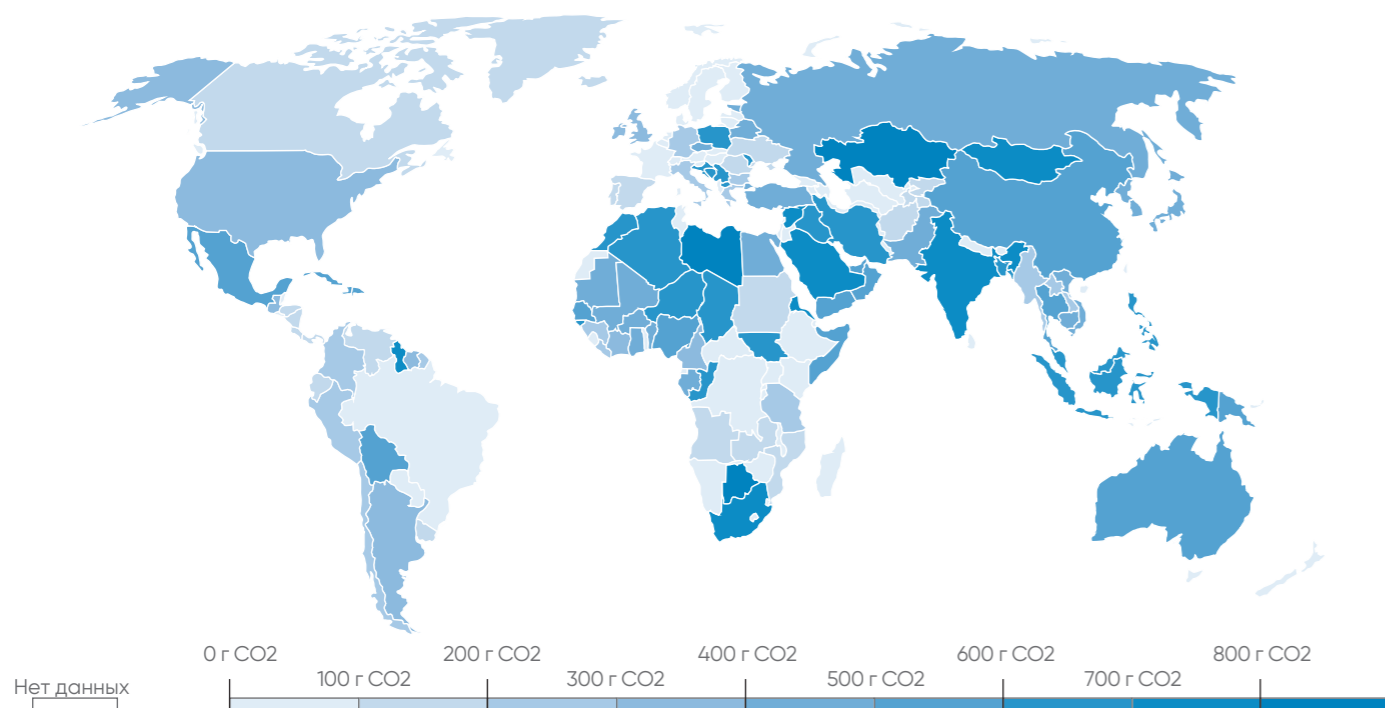 0 г CO2 200 г CO2 400 г CO2 600 г CO2 800 г CO2
100 г CO2 300 г CO2 500 г CO2 700 г CO2
Нет данных